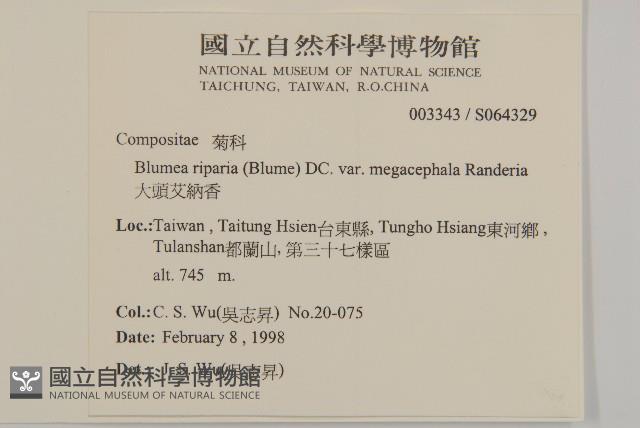 國立自然科學博物館
NATIONAL MUSEUM OF NATURAL SCIENCE
TAICHUNG, TAIWAN, R.O.CHINA
003343 / S064329
Compositae 菊科
Blumea riparia (Blume) DC. var. megacephala Randeria
大頭艾納香
Loc.:Taiwan , Taitung Hsien台東縣, Tungho Hsiang東河鄉 ,
Tulanshan都蘭山, 第三十七樣區
alt. 745 m.
Col.: C. S. Wu(吳志昇) No.20-075
Date: February 8 , 1998
Det.: J. S. Wu(吳志昇)
國立自然科學博物館
NATIONAL MUSEUM OF NATURAL SCIENCE